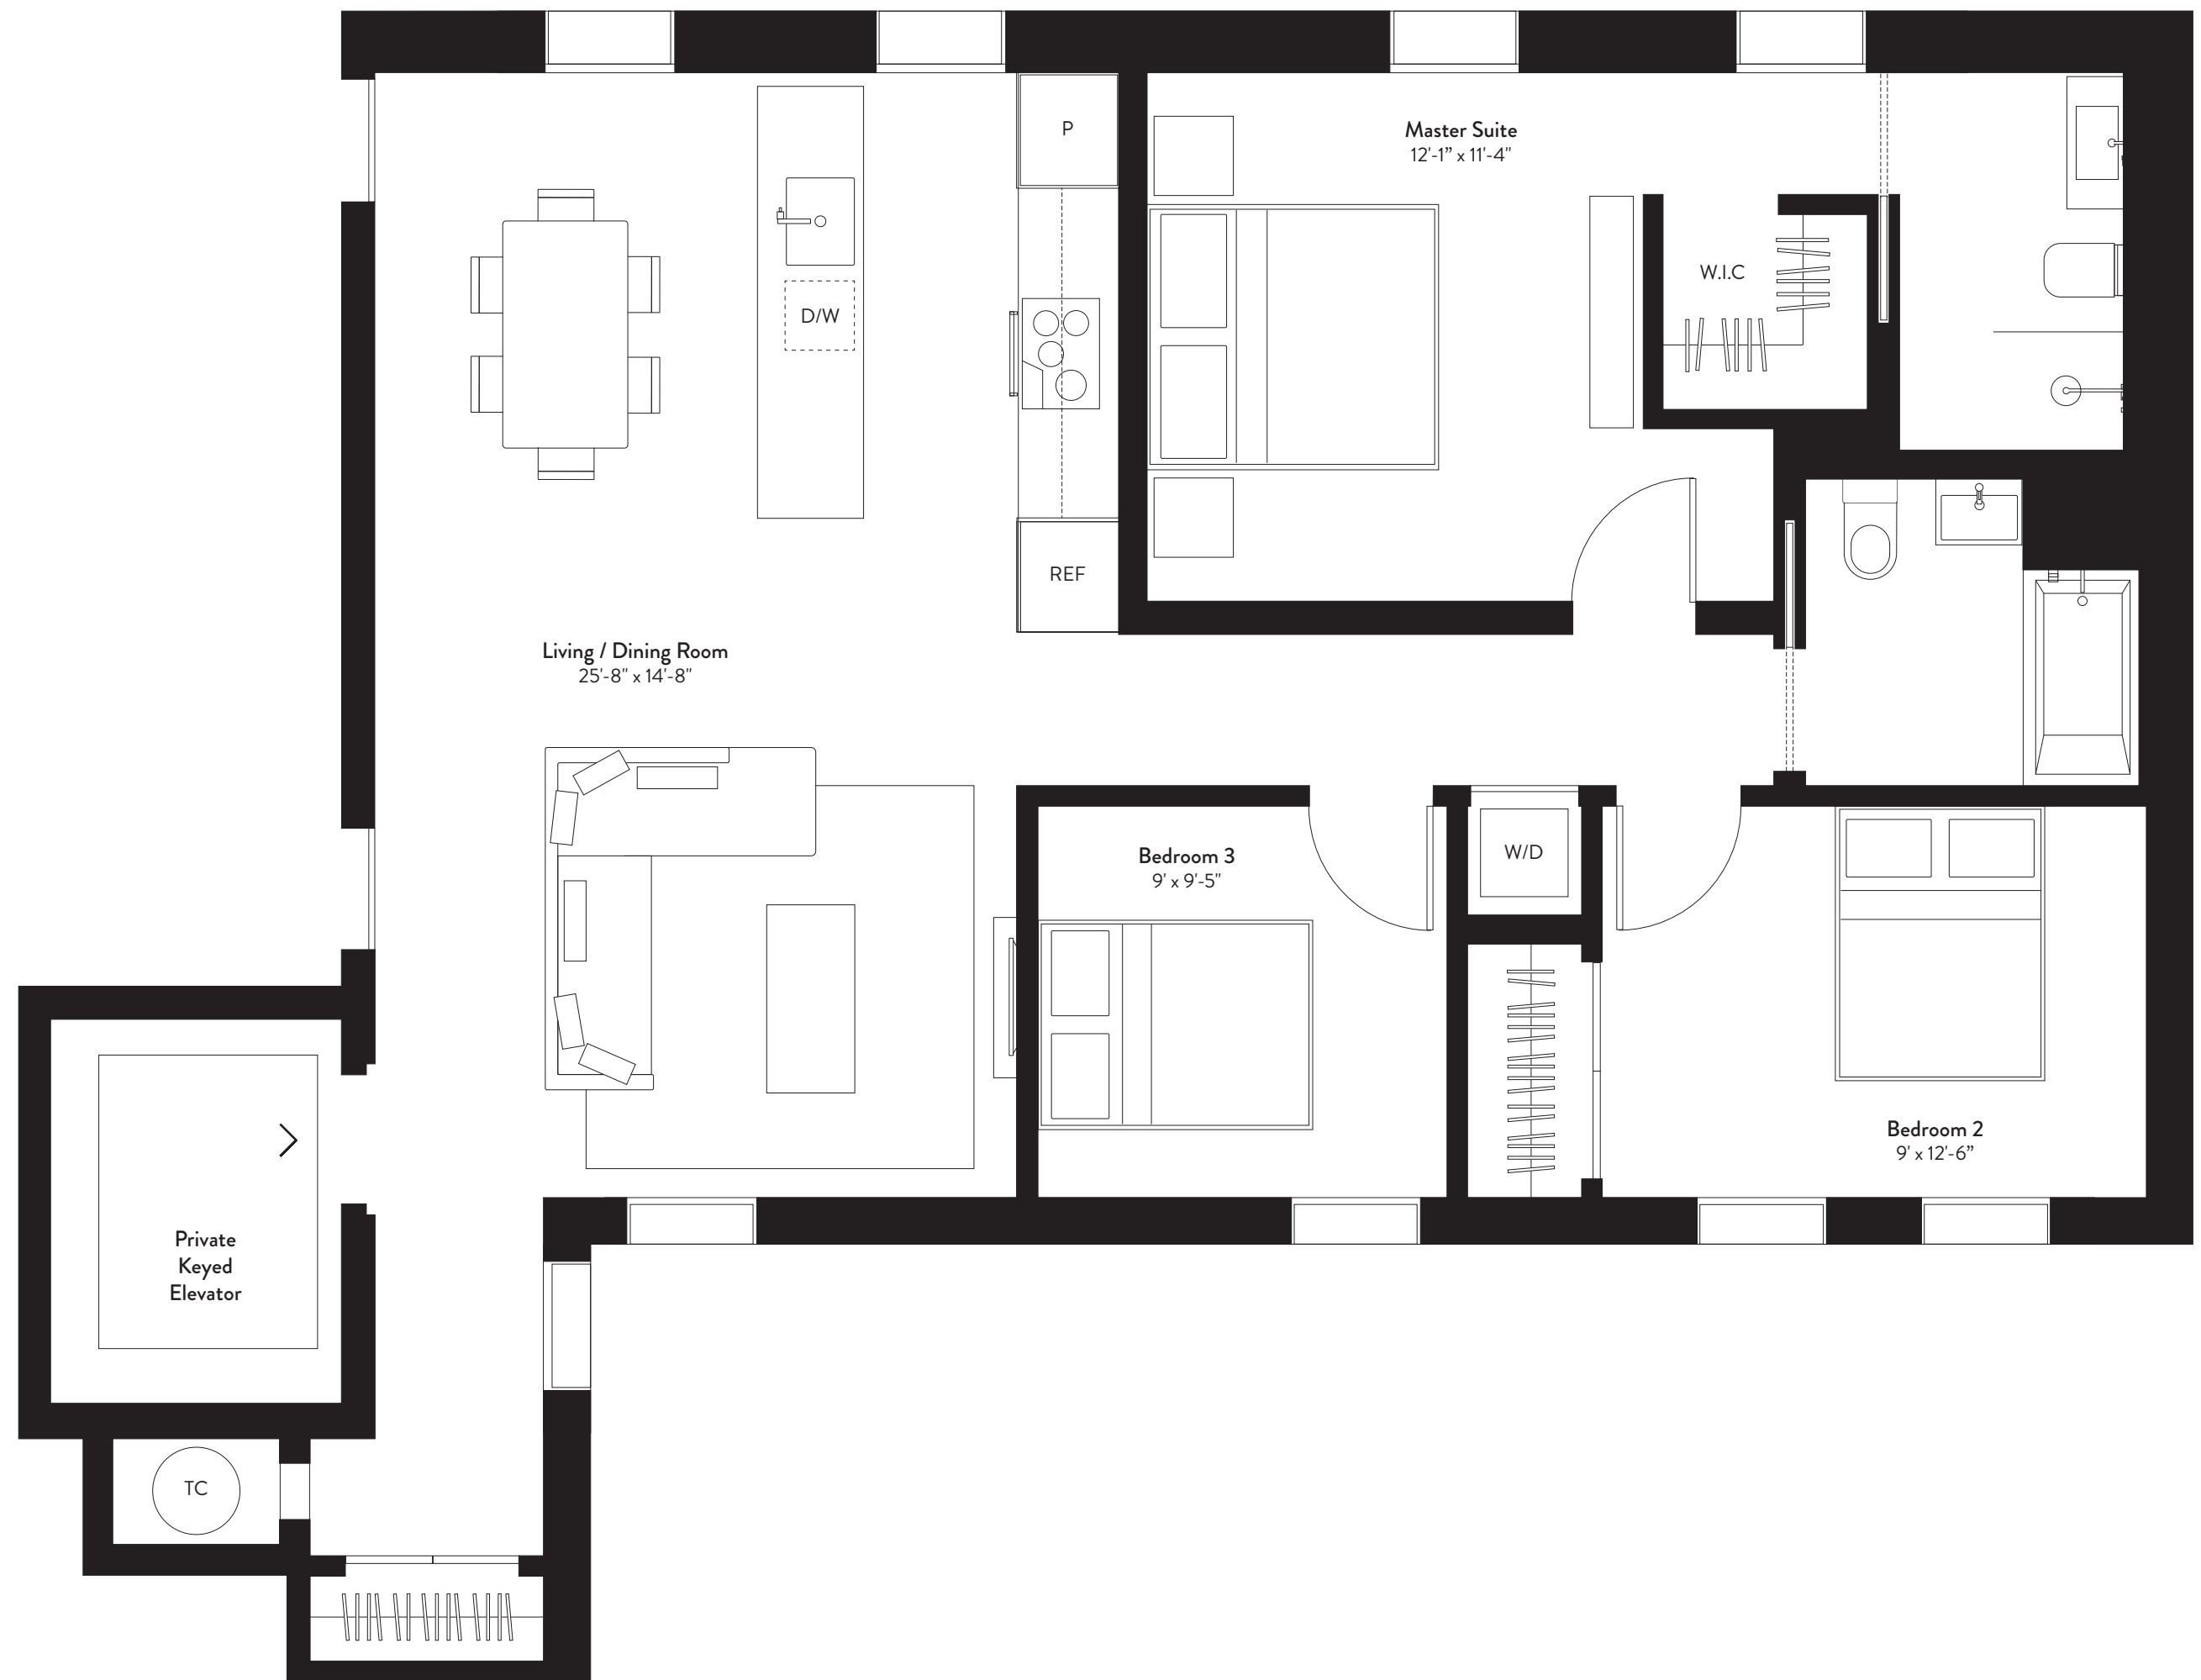 P
Master Suite
12'-1” x 11'-4"
W.I.C
D/W
REF
Living / Dining Room
25'-8" x 14'-8"
Bedroom 3
9' x 9'-5"
W/D
Bedroom 2
9' x 12'-6”
Private
Keyed
Elevator
TC